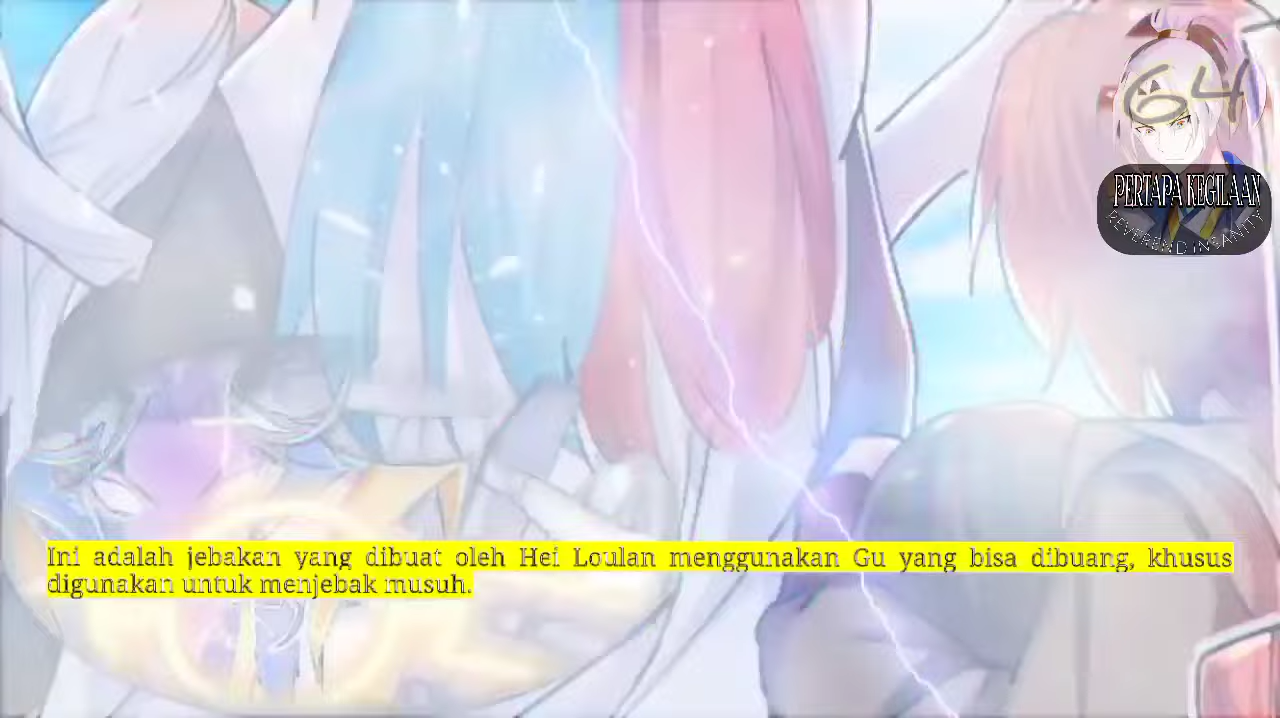 64
PERTAPA KEGILAAN
REVEREND INSANITY
Ini adalah jebakan yang dibuat oleh Hei Loulan menggunakan Gu yang bisa dibuang, khusus
digunakan untuk menjebak musuh.